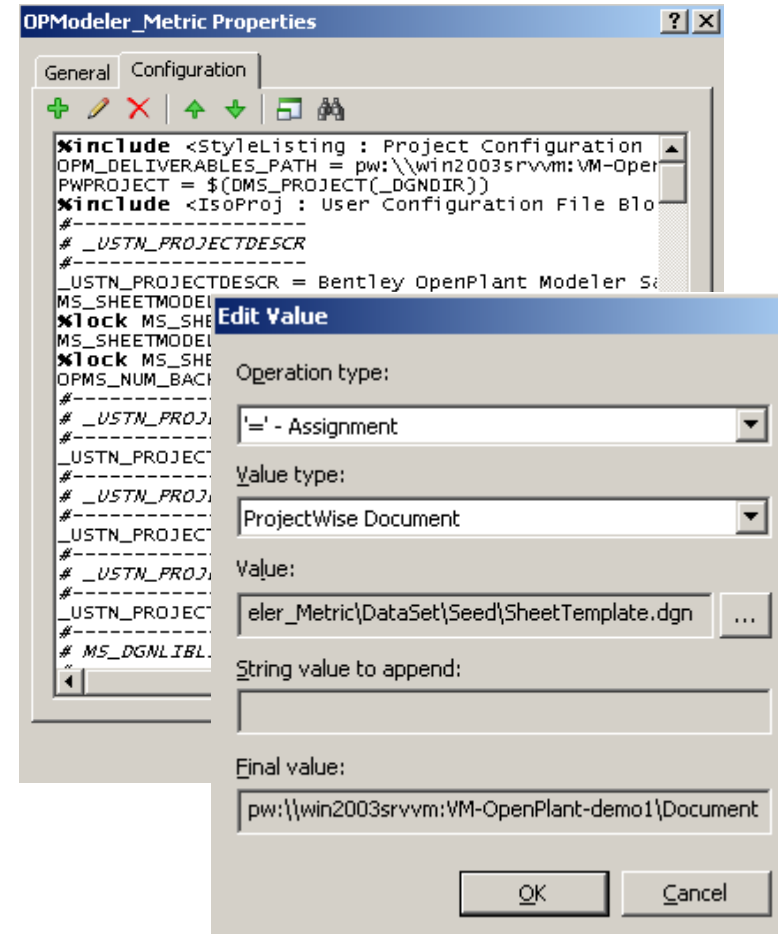 OPModeler_Metric Properties
General
Configuration
%include <StyleListing : Project Configuration
OPM_DELIVERABLES_PATH = pw:\\win2003srvvm:VM-Oper
PWPROJECT = $(DMS_PROJECT(_DGNDIR))
%include <IsoProj : User Configuration File Blo
#-------------------
# _USTN_PROJECTDESCR
#-------------------
_USTN_PROJECTDESCR = Bentley OpenPlant Modeler Sa
MS_SHEETMODEL
%lock MS_SHE
MS_SHEETMODEL
%lock MS_SHE
OPMS_NUM_BACK
#------------
# _USTN_PROJ
#------------
_USTN_PROJECT
#------------
# _USTN_PROJ
#------------
_USTN_PROJECT
#------------
# _USTN_PROJ
#------------
_USTN_PROJECT
#------------
# MS_DGNLIBL
Edit Value
Operation type:
'=' - Assignment
Value type:
ProjectWise Document
Value:
eler_Metric\DataSet\Seed\SheetTemplate.dgn
...
String value to append:
Final value:
pw:\\win2003srvvm:VM-OpenPlant-demo1\Document
OK
Cancel